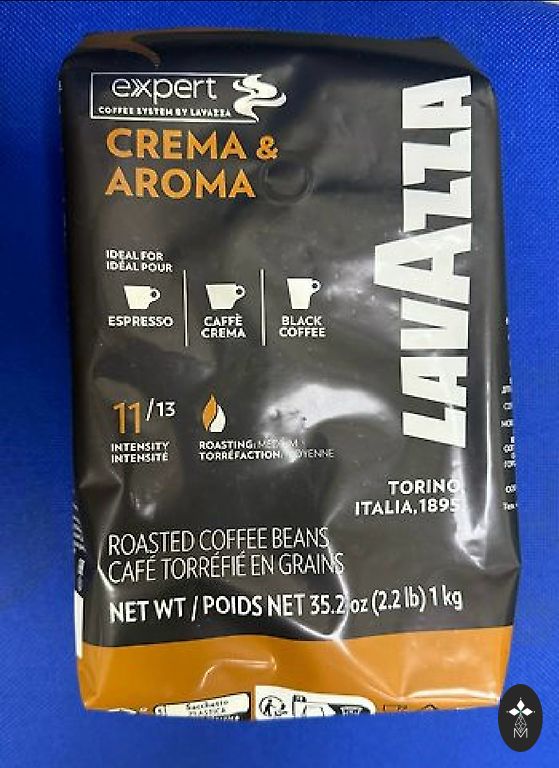 expert
COFFEE SYSTEM BY LAVAZZA
CREMA &
AROMA
LAVAZZA
IDEAL FOR
IDÉAL POUR
ESPRESSO
CAFFÈ
CREMA
BLACK
COFFEE
11/13
INTENSITY
INTENSITÉ
ROASTING: MEDIUM
TORRÉFACTION: MOYENNE
TORINO,
ITALIA, 1895
ROASTED COFFEE BEANS
CAFÉ TORRÉFIÉ EN GRAINS
NET WT / POIDS NET 35.2 oz (2.2 lb) 1 kg
Sacchetto
PLASTICA
M